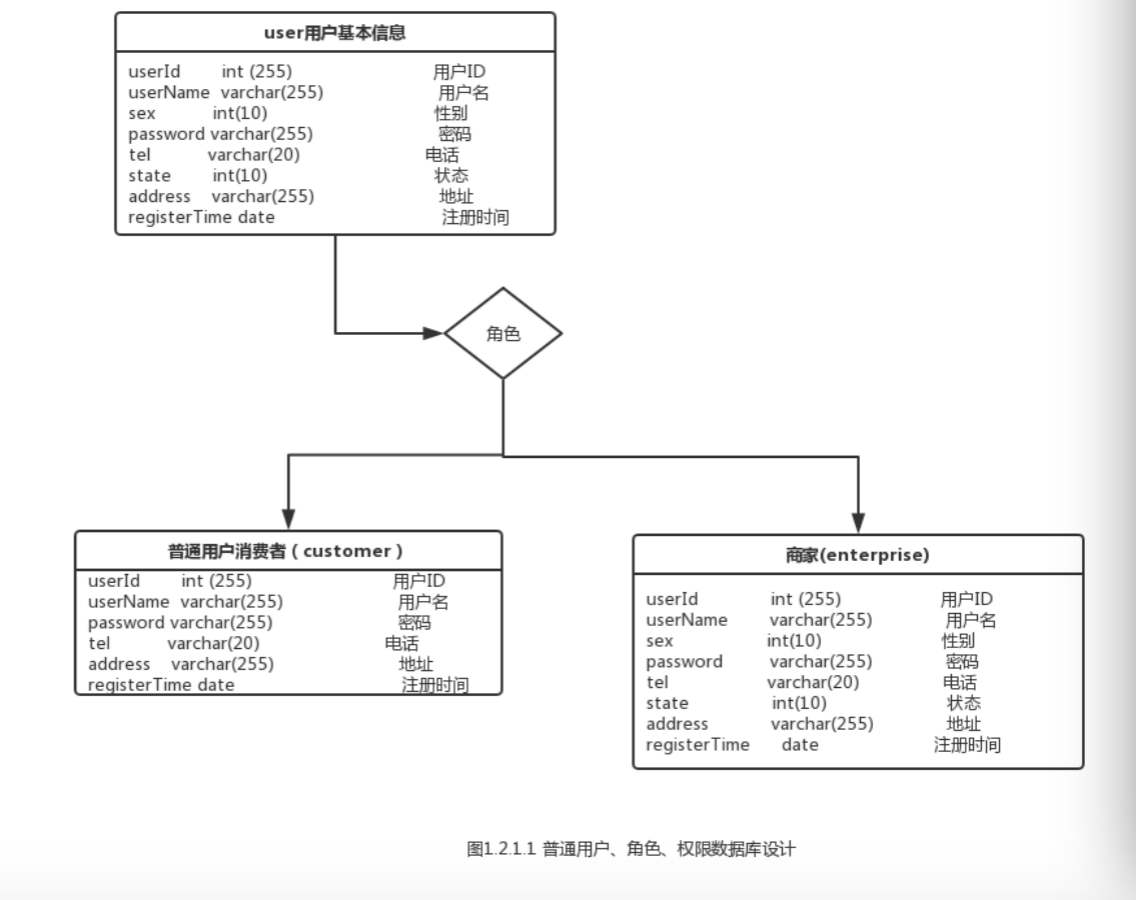 user用户基本信息
userId int (255) 用户ID
userName varchar(255) 用户名
sex int(10) 性别
password varchar(255) 密码
tel varchar(20) 电话
state int(10) 状态
address varchar(255) 地址
registerTime date 注册时间
角色
普通用户消费者（customer）
userId int (255) 用户ID
userName varchar(255) 用户名
password varchar(255) 密码
tel varchar(20) 电话
address varchar(255) 地址
registerTime date 注册时间
商家(enterprise)
userId int (255) 用户ID
userName varchar(255) 用户名
sex int(10) 性别
password varchar(255) 密码
tel varchar(20) 电话
state int(10) 状态
address varchar(255) 地址
registerTime date 注册时间
图1.2.1.1 普通用户、角色、权限数据库设计